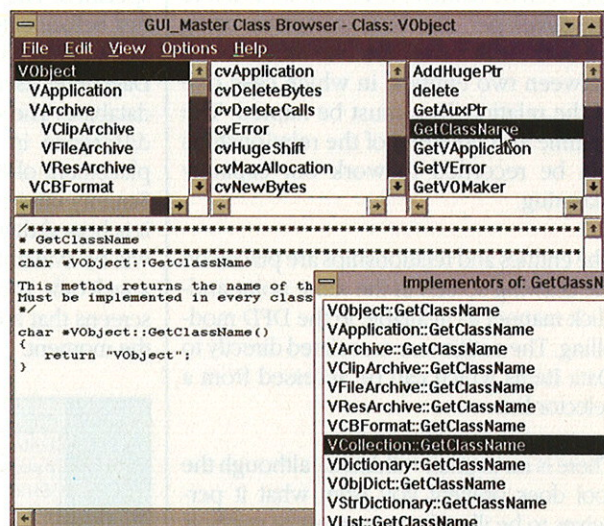 GUI_Master Class Browser - Class: VObject
File Edit View Options Help
VObject
VApplication
VArchive
VClipArchive
VFileArchive
VResArchive
VCBFormat
cvApplication
cvDeleteBytes
cvDeleteCalls
cvError
cvHugeShift
cvMaxAllocation
cvNewBytes
AddHugePtr
delete
GetAuxPtr
GetClassName
GetCVApplication
GetVError
GetVOMaker
/*******************************************************
* GetClassName
********************************************************
char *VObject::GetClassName
This method returns the name of th
Must be implemented in every class
*/
char *VObject::GetClassName()
{
return "VObject";
}
Implementors of: GetClassN
VObject::GetClassName
VApplication::GetClassName
VArchive::GetClassName
VClipArchive::GetClassName
VFileArchive::GetClassName
VResArchive::GetClassName
VCBFormat::GetClassName
VCollection::GetClassName
VDictionary::GetClassName
VObjDict::GetClassName
VStrDictionary::GetClassName
VList::GetClassName